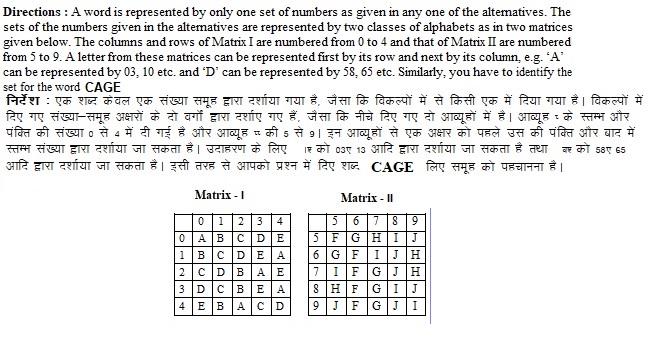 Directions : A word is represented by only one set of numbers as given in any one of the alternatives. The
sets of the numbers given in the alternatives are represented by two classes of alphabets as in two matrices
given below. The columns and rows of Matrix I are numbered from 0 to 4 and that of Matrix II are numbered
from 5 to 9. A letter from these matrices can be represented first by its row and next by its column, e.g. ‘A’
can be represented by 03, 10 etc. and ‘D’ can be represented by 58, 65 etc. Similarly, you have to identify the
set for the word CAGE
निर्देश : एक शब्द केवल एक संख्या समूह द्वारा दर्शाया गया है, जैसा कि विकल्पों में से किसी एक में दिया गया है। विकल्पों में
दिए गए संख्या–समूह अक्षरों के दो वर्गों द्वारा दर्शाए गए हैं, जैसा कि नीचे दिए गए दो आव्यूहों में है। आव्यूह के स्तम्भ और
पंक्ति की संख्या 0 से 4 में दी गई है और आव्यूह की 5 से 9। इन आव्यूहों से एक अक्षर को पहले उस की पंक्ति और बाद में
स्तम्भ संख्या द्वारा दर्शाया जा सकता है। उदाहरण के लिए को 13 आदि द्वारा दर्शाया जा सकता है तथा को 65
आदि द्वारा दर्शाया जा सकता है। इसी तरह से आपको प्रश्न में दिए शब्द CAGE लिए समूह को पहचानना है।
Matrix - I
0 1 2 3 4
0 A B C D E
1 B C D E A
2 C D B A E
3 D C B E A
4 E B A C D
Matrix - II
5 6 7 8 9
5 F G H I J
6 G F I J H
7 I F G J H
8 H F G I J
9 J F G J I